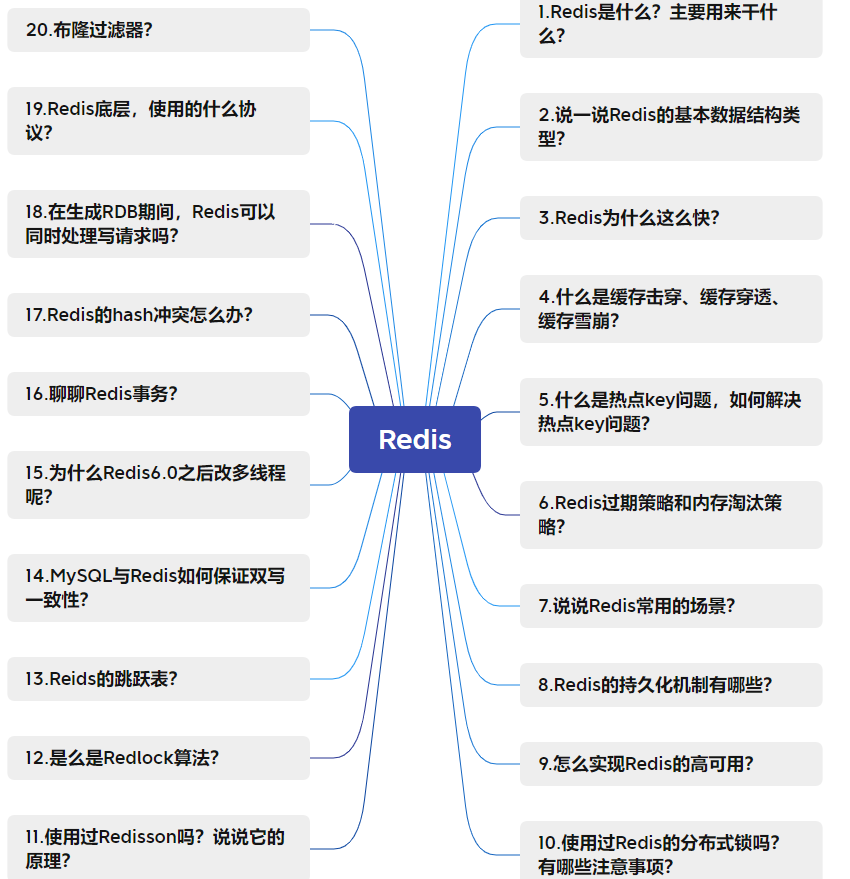 1.Redis是什么？主要用来干什
么？
2.说一说Redis的基本数据结构类
型？
3.Redis为什么这么快？
4.什么是缓存击穿、缓存穿透、
缓存雪崩？
5.什么是热点key问题，如何解决
热点key问题？
6.Redis过期策略和内存淘汰策
略？
7.说说Redis常用的场景？
8.Redis的持久化机制有哪些？
9.怎么实现Redis的高可用？
10.使用过Redis的分布式锁吗？
有哪些注意事项？
Redis
11.使用过Redisson吗？说说它的
原理？
12.是么是Redlock算法？
13.Reids的跳跃表？
14.MySQL与Redis如何保证双写
一致性？
15.为什么Redis6.0之后改多线程
呢？
16.聊聊Redis事务？
17.Redis的hash冲突怎么办？
18.在生成RDB期间，Redis可以
同时处理写请求吗？
19.Redis底层，使用的什么协
议？
20.布隆过滤器？